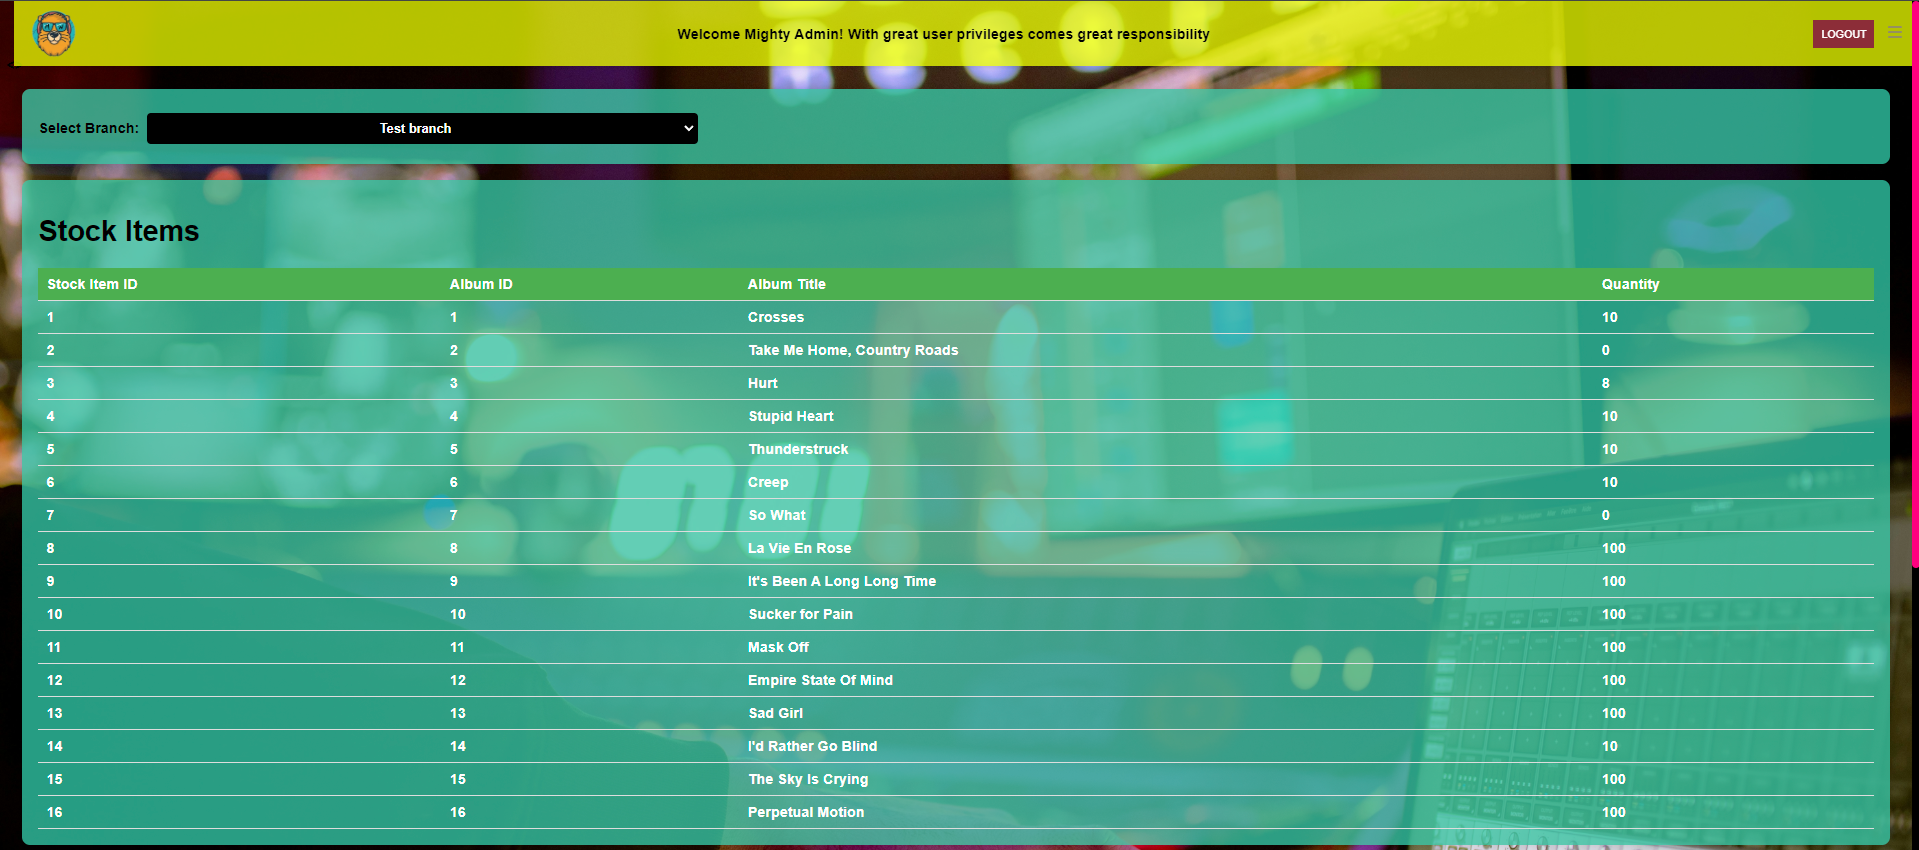 Welcome Mighty Admin! With great user privileges comes great responsibility
LOGOUT
Select Branch: Test branch
Stock Items
Stock Item ID Album ID Album Title Quantity
1 1 Crosses 10
2 2 Take Me Home, Country Roads 0
3 3 Hurt 8
4 4 Stupid Heart 10
5 5 Thunderstruck 10
6 6 Creep 10
7 7 So What 0
8 8 La Vie En Rose 100
9 9 It's Been A Long Long Time 100
10 10 Sucker for Pain 100
11 11 Mask Off 100
12 12 Empire State Of Mind 100
13 13 Sad Girl 100
14 14 I'd Rather Go Blind 10
15 15 The Sky Is Crying 100
16 16 Perpetual Motion 100